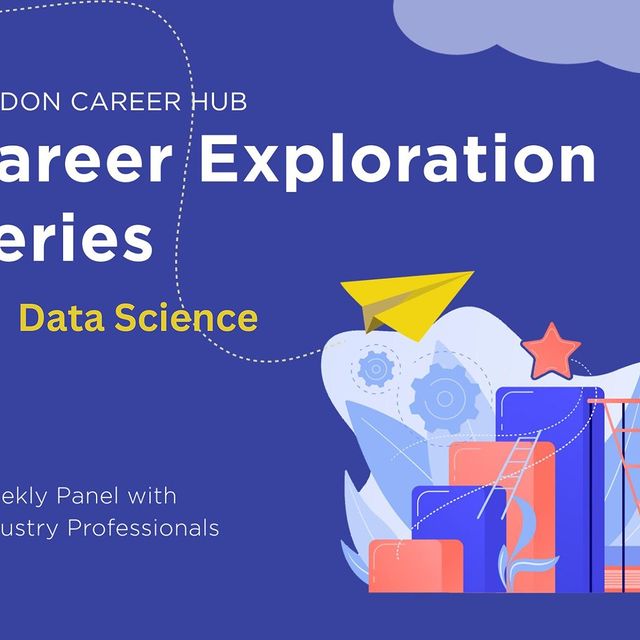 DON CAREER HUB
areer Exploration
eries
Data Science
ekly Panel with
ustry Professionals